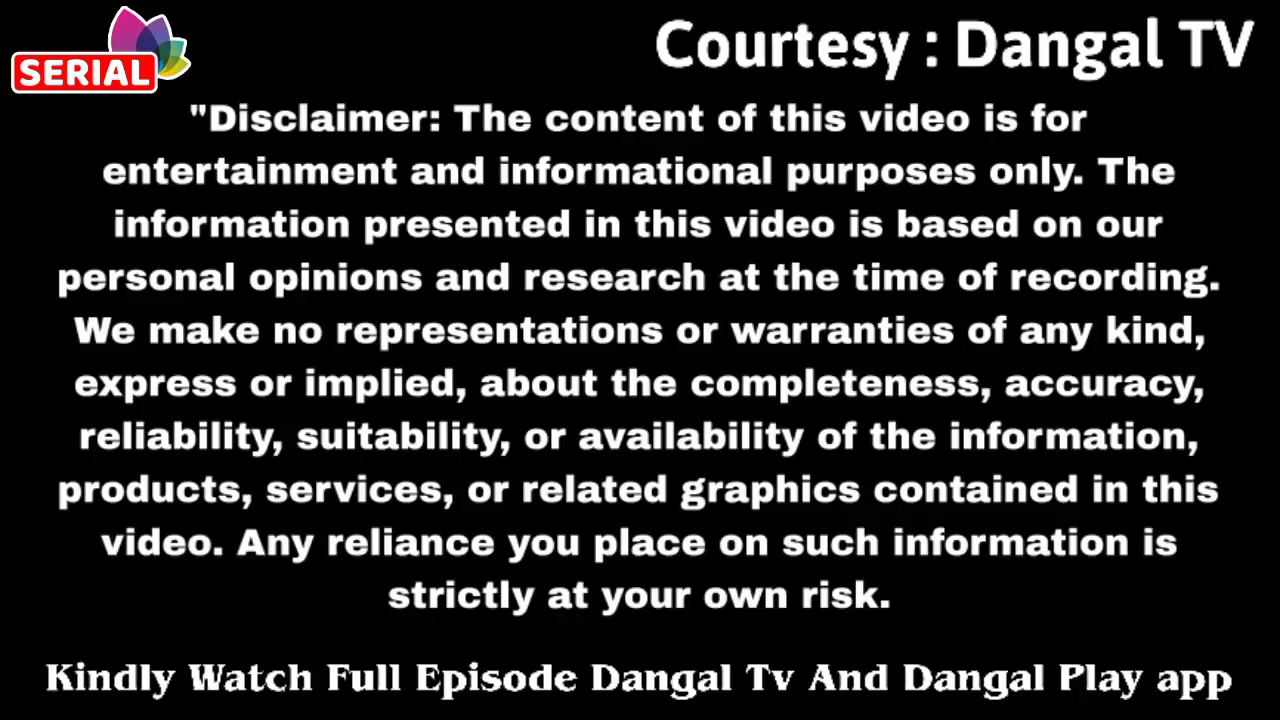 SERIAL
Courtesy : Dangal TV
"Disclaimer: The content of this video is for
entertainment and informational purposes only. The
information presented in this video is based on our
personal opinions and research at the time of recording.
We make no representations or warranties of any kind,
express or implied, about the completeness, accuracy,
reliability, suitability, or availability of the information,
products, services, or related graphics contained in this
video. Any reliance you place on such information is
strictly at your own risk.
Kindly Watch Full Episode Dangal Tv And Dangal Play app